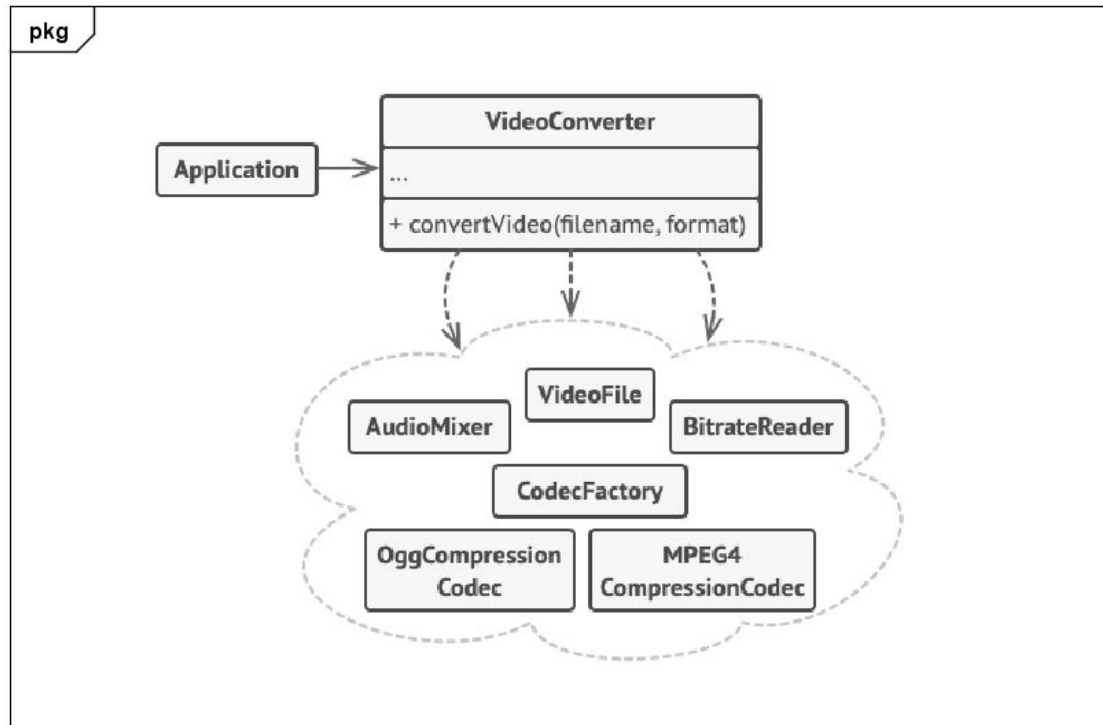 pkg
VideoConverter
Application
...
+ convertVideo(filename, format)
VideoFile
AudioMixer
BitrateReader
CodecFactory
OggCompression
Codec
MPEG4
CompressionCodec